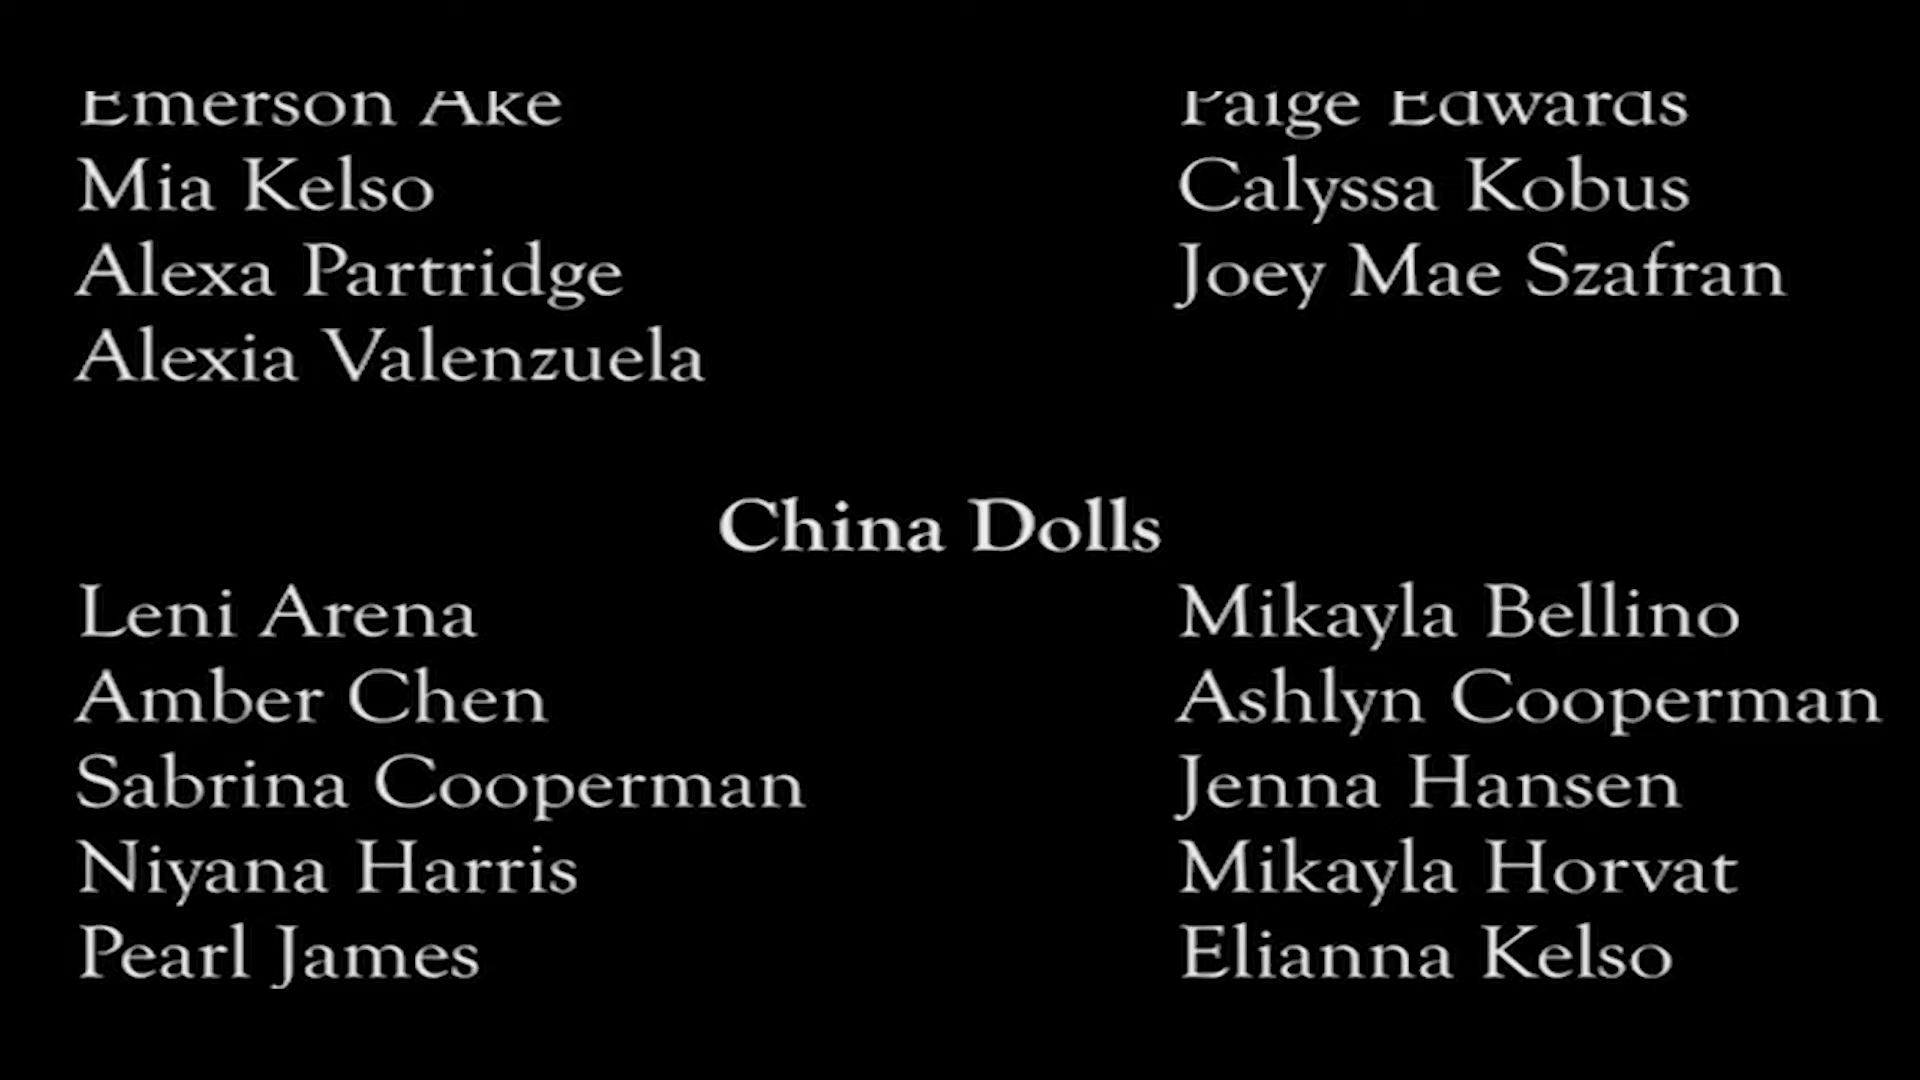 Emerson Ake Paige Edwards
Mia Kelso Calyssa Kobus
Alexa Partridge Joey Mae Szafran
Alexia Valenzuela
China Dolls
Leni Arena Mikayla Bellino
Amber Chen Ashlyn Cooperman
Sabrina Cooperman Jenna Hansen
Niyana Harris Mikayla Horvat
Pearl James Elianna Kelso